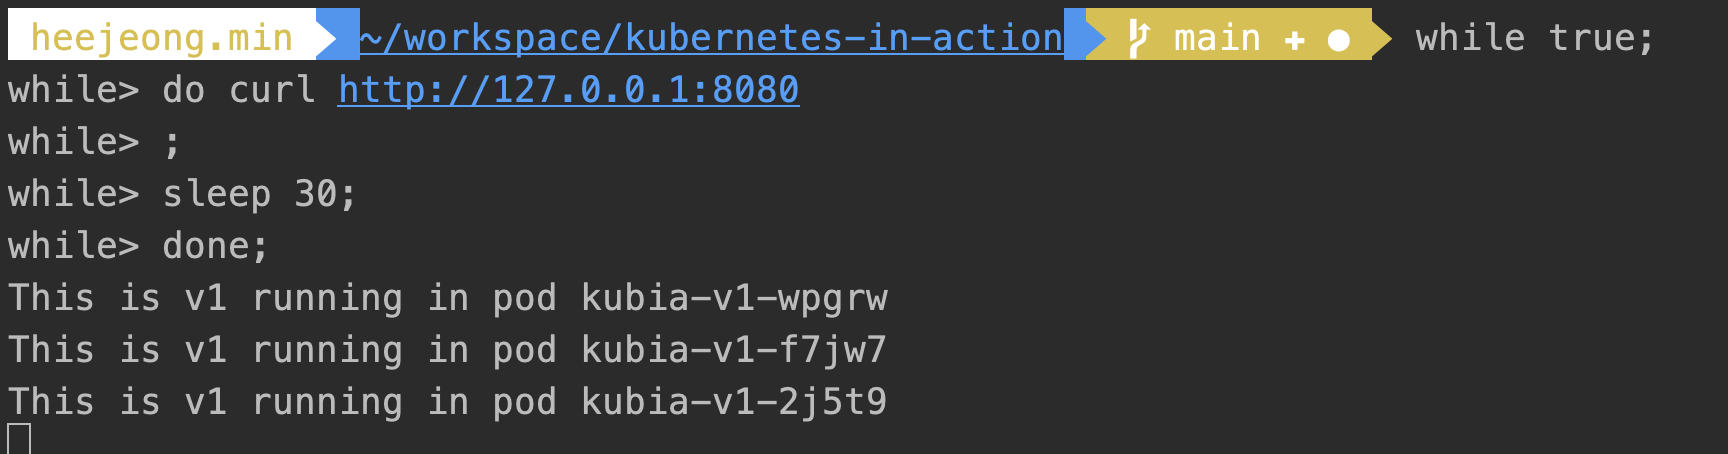 heejeong.min ~/workspace/kubernetes-in-action main ✚ ● while true;
while> do curl http://127.0.0.1:8080
while> ;
while> sleep 30;
while> done;
This is v1 running in pod kubia-v1-wpgrw
This is v1 running in pod kubia-v1-f7jw7
This is v1 running in pod kubia-v1-2j5t9